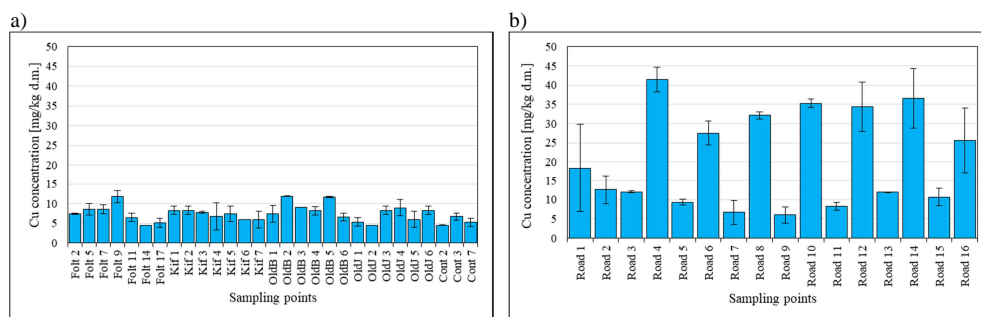 a)
Cu concentration [mg/kg d.m.]
50
45
40
35
30
25
20
15
10
5
0
Folt 2
Folt 5
Folt 7
Folt 9
Folt 11
Folt 14
Folt 17
Kif 1
Kif 2
Kif 3
Kif 4
Kif 5
Kif 6
Kif 7
OldB 1
OldB 2
OldB 3
OldB 4
OldB 5
OldB 6
OldJ 1
OldJ 2
OldJ 3
OldJ 4
OldJ 5
OldJ 6
Cont 2
Cont 3
Cont 7
Sampling points
b)
Cu concentration [mg/kg d.m.]
50
45
40
35
30
25
20
15
10
5
0
Road 1
Road 2
Road 3
Road 4
Road 5
Road 6
Road 7
Road 8
Road 9
Road 10
Road 11
Road 12
Road 13
Road 14
Road 15
Road 16
Sampling points